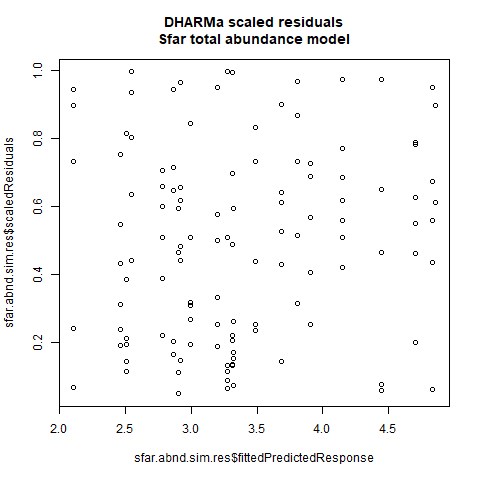 DHARMa scaled residuals
Sfar total abundance model
sfar.abnd.sim.res$scaledResiduals
1.0
0.8
0.6
0.4
0.2
2.0 2.5 3.0 3.5 4.0 4.5
sfar.abnd.sim.res$fittedPredictedResponse